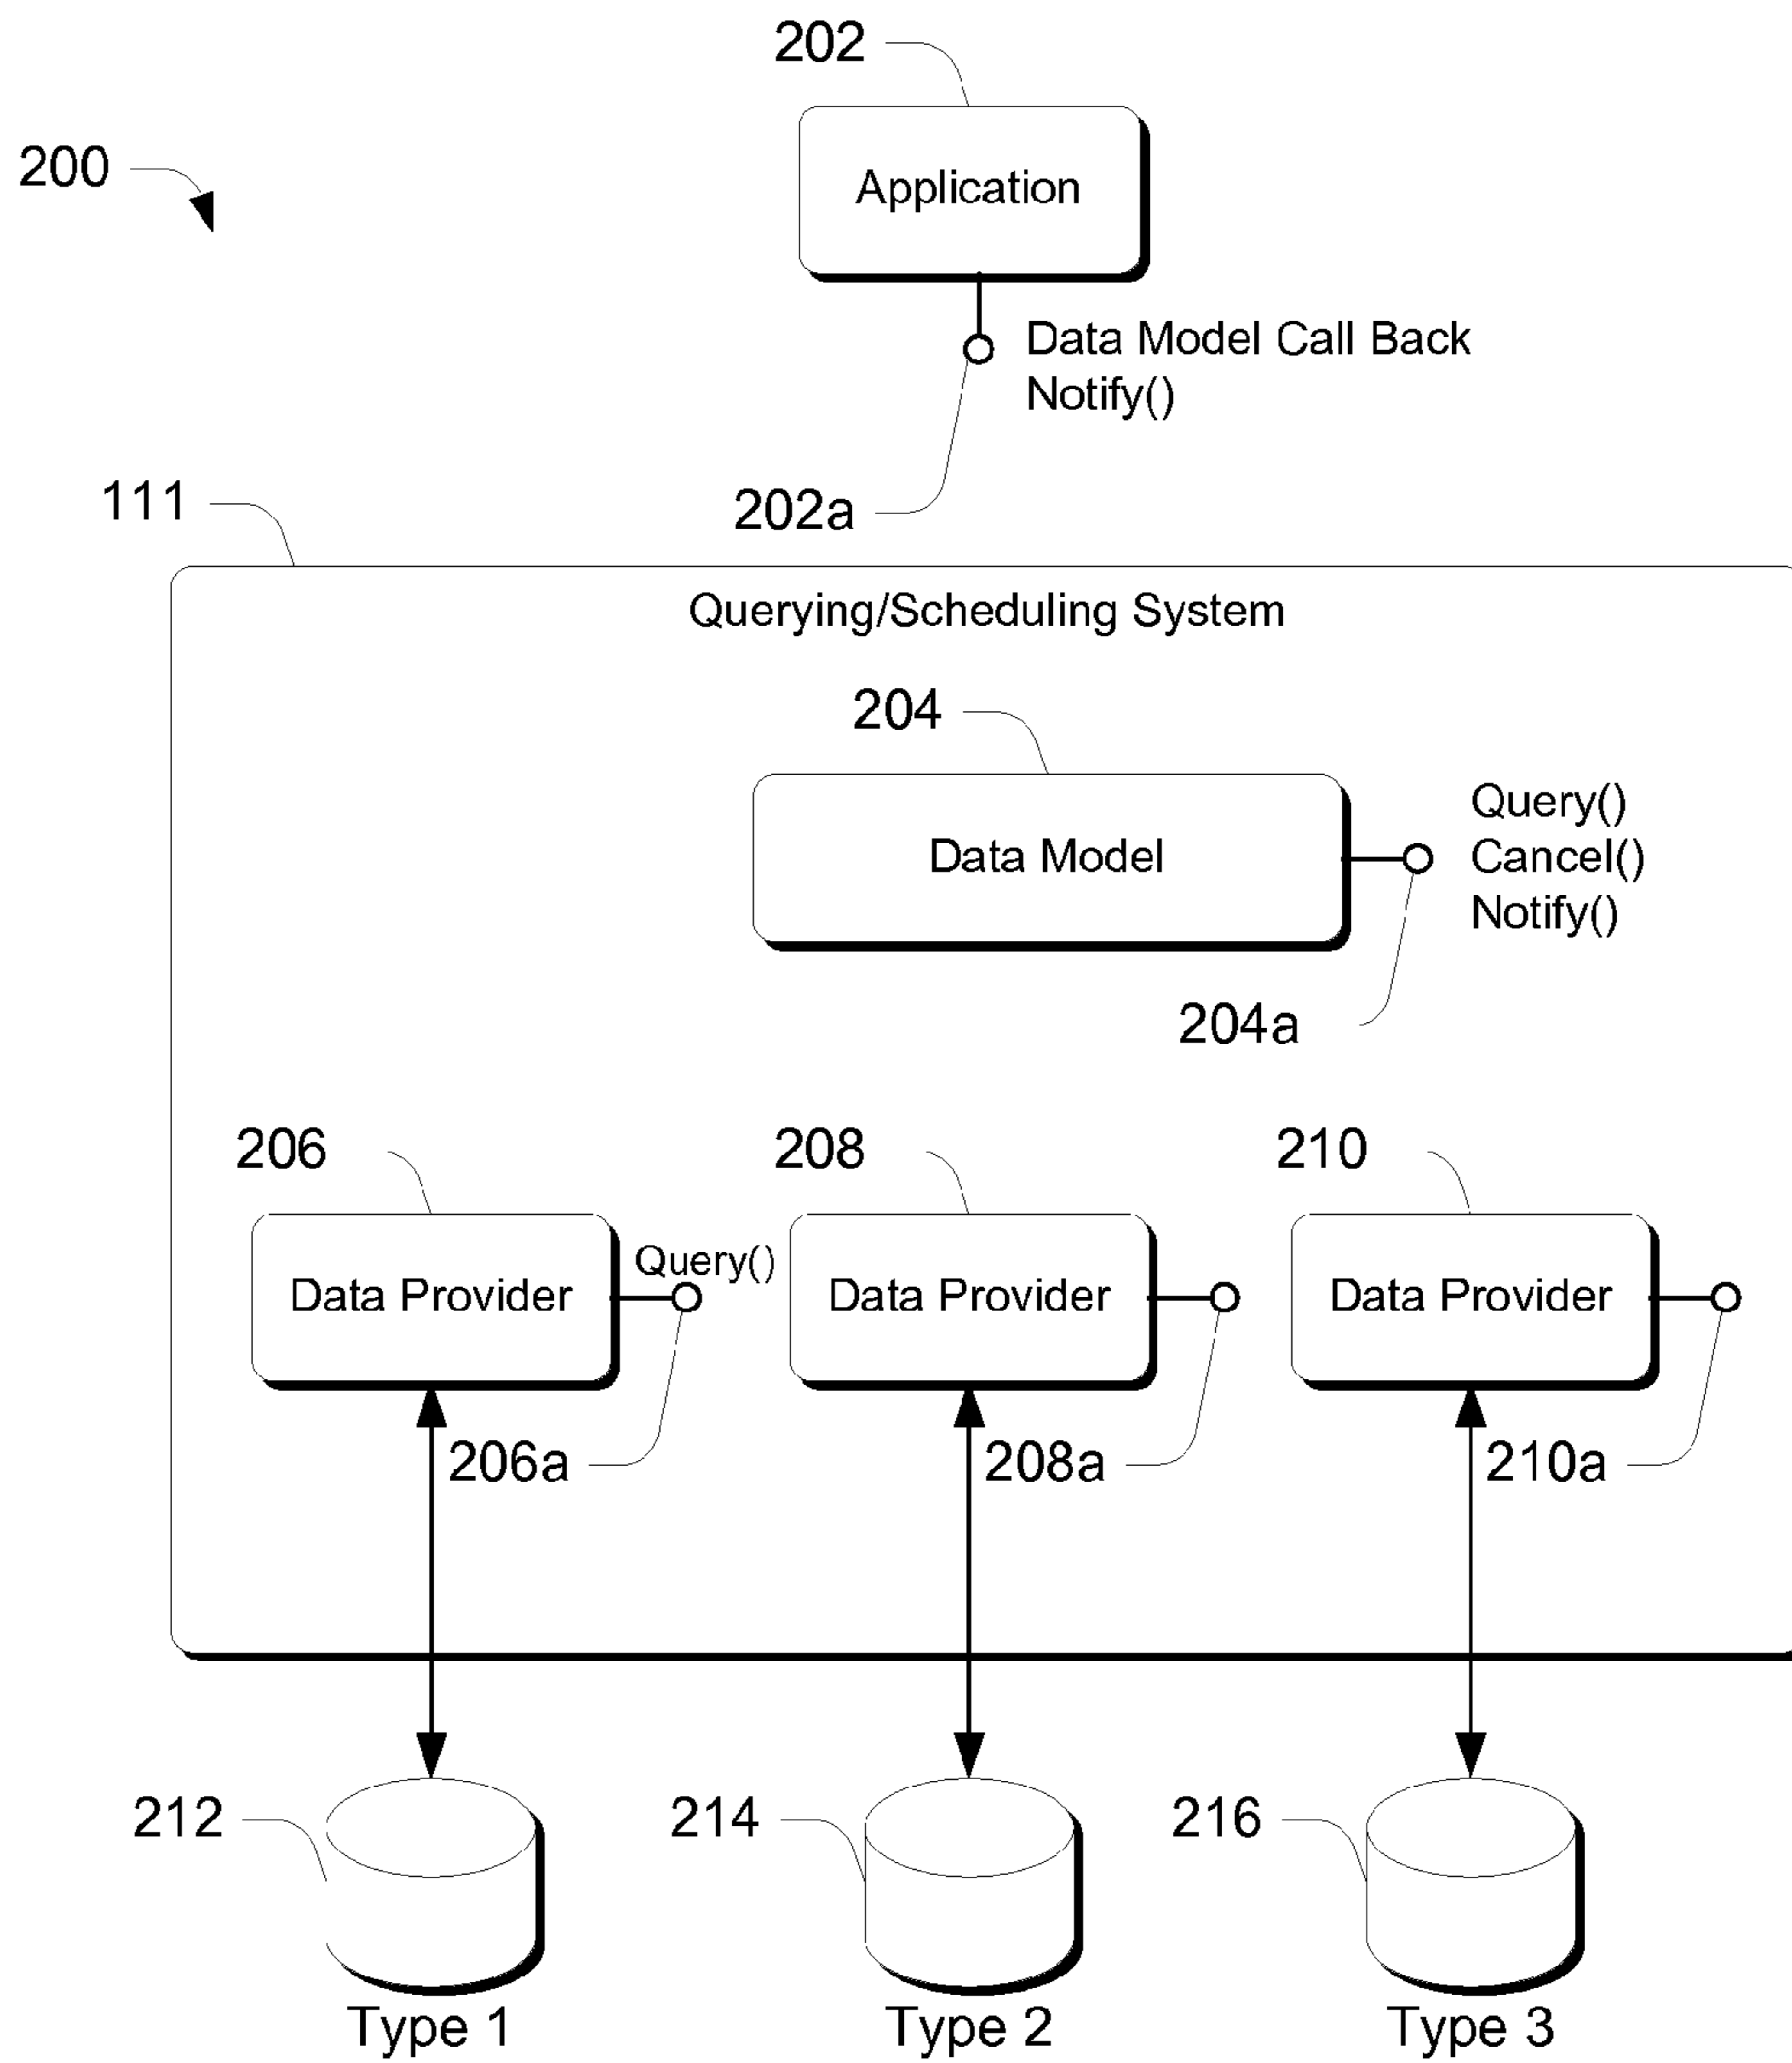 202
200
Application
Data Model Call Back
Notify()
202a
111
Querying/Scheduling System
204
Query()
Data Model
Cancel()
Notify()
204a
206
208
210
Query()
Data Provider
Data Provider
Data Provider
206a
208a
210a
212
214
216
Type 1
Type 2
Type 3